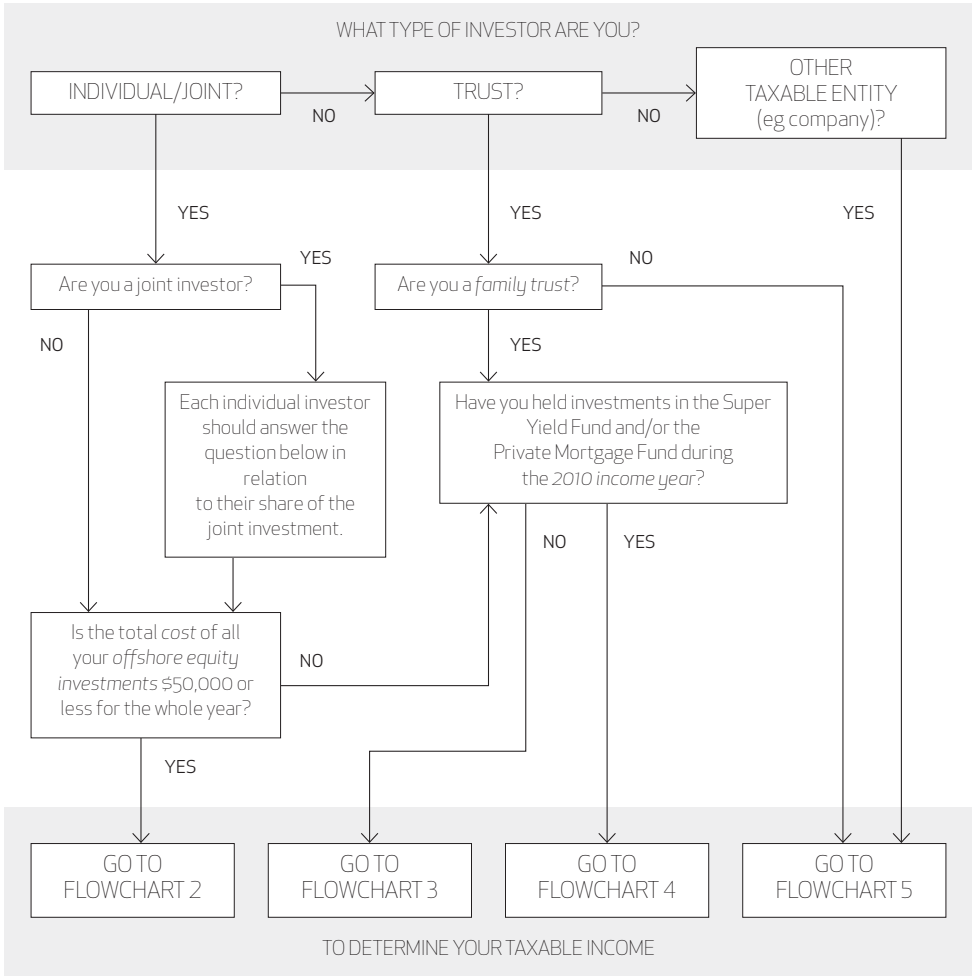 WHAT TYPE OF INVESTOR ARE YOU?
INDIVIDUAL/JOINT?
NO
TRUST?
NO
OTHER
TAXABLE ENTITY
(eg company)?
YES
YES
YES
Are you a joint investor?
YES
Are you a family trust?
NO
NO
YES
Each individual investor
should answer the
question below in
relation
to their share of the
joint investment.
Have you held investments in the Super
Yield Fund and/or the
Private Mortgage Fund during
the 2010 income year?
NO
YES
Is the total cost of all
your offshore equity
investments $50,000 or
less for the whole year?
NO
YES
GO TO
FLOWCHART 2
GO TO
FLOWCHART 3
GO TO
FLOWCHART 4
GO TO
FLOWCHART 5
TO DETERMINE YOUR TAXABLE INCOME